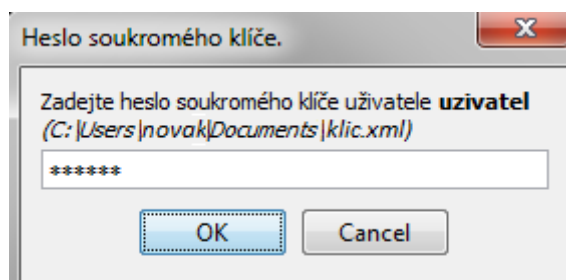 Heslo soukromého klíče.
Zadejte heslo soukromého klíče uživatele uzivatel
(C:\Users\novak\Documents\klic.xml)
******
OK
Cancel